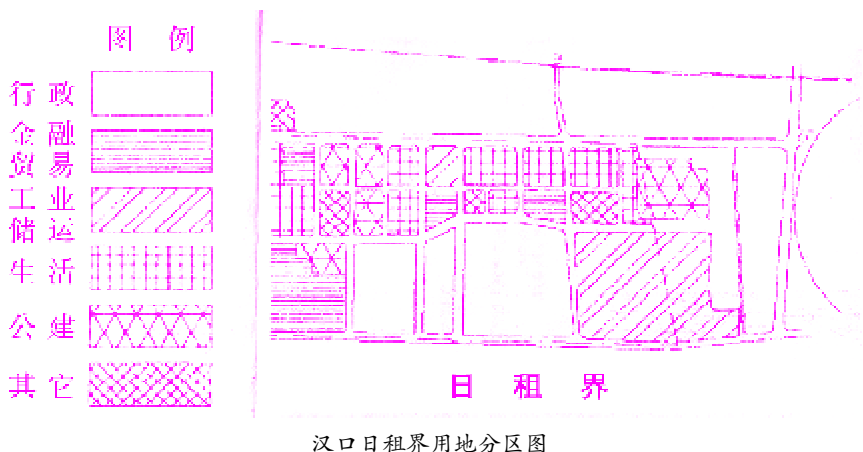 图例
行政
金融
贸易
工业
储运
生活
公建
其它
日租界
汉口日租界用地分区图